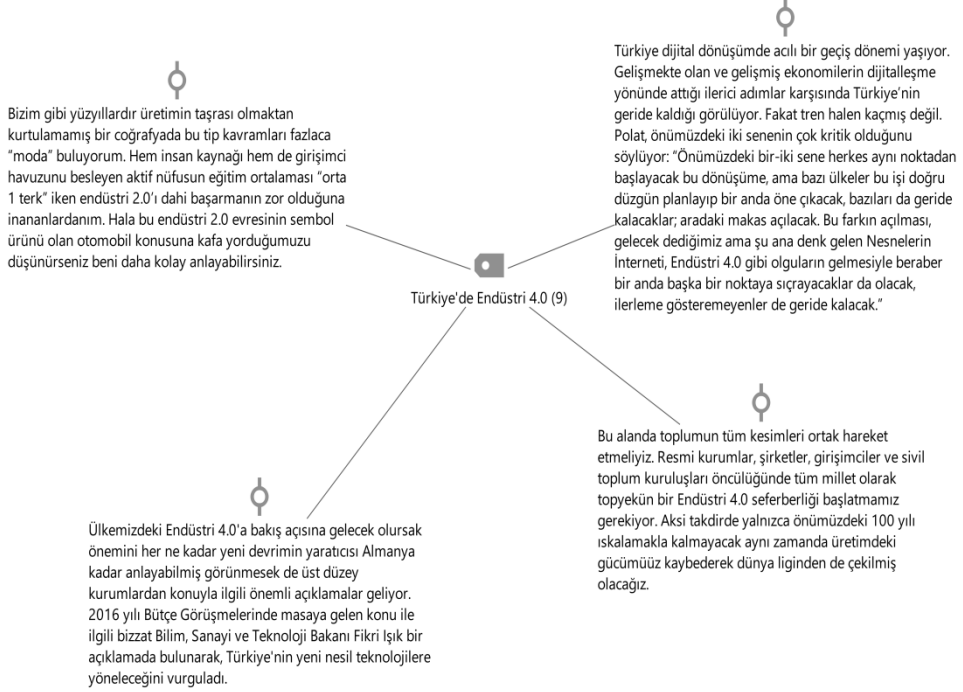 Bizim gibi yüzyıllardır üretimin taşrası olmaktan
kurtulamamış bir coğrafyada bu tip kavramları fazlaca
“moda” buluyorum. Hem insan kaynağı hem de girişimci
havuzunu besleyen aktif nüfusun eğitim ortalaması “orta
1 terk” iken endüstri 2.0’ı dahi başarmanın zor olduğuna
inananlardanım. Hala bu endüstri 2.0 evresinin sembol
ürünü olan otomobil konusuna kafa yorduğumuzu
düşünürseniz beni daha kolay anlayabilirsiniz.
Türkiye dijital dönüşümde acılı bir geçiş dönemi yaşıyor.
Gelişmekte olan ve gelişmiş ekonomilerin dijitalleşme
yönünde attığı ilerici adımlar karşısında Türkiye’nin
geride kaldığı görülüyor. Fakat tren halen kaçmış değil.
Polat, önümüzdeki iki senenin çok kritik olduğunu
söylüyor: “Önümüzdeki bir-iki sene herkes aynı noktadan
başlayacak bu dönüşüme, ama bazı ülkeler bu işi doğru
düzgün planlayıp bir anda öne çıkacak, bazıları da geride
kalacaklar; aradaki makas açılacak. Bu farkın açılması,
gelecek dediğimiz ama şu ana denk gelen Nesnelerin
İnterneti, Endüstri 4.0 gibi olguların gelmesiyle beraber
bir anda başka bir noktaya sıçrayacaklar da olacak,
ilerleme gösteremeyenler de geride kalacak.”
Türkiye'de Endüstri 4.0 (9)
Bu alanda toplumun tüm kesimleri ortak hareket
etmeliyiz. Resmi kurumlar, şirketler, girişimciler ve sivil
toplum kuruluşları öncülüğünde tüm millet olarak
topyekün bir Endüstri 4.0 seferberliği başlatmamız
gerekiyor. Aksi takdirde yalnızca önümüzdeki 100 yılı
ıskalamakla kalmayacak aynı zamanda üretimdeki
gücümüüz kaybederek dünya liginden de çekilmiş
olacağız.
Ülkemizdeki Endüstri 4.0'a bakış açısına gelecek olursak
önemini her ne kadar yeni devrimin yaratıcısı Almanya
kadar anlayabilmiş görünmesek de üst düzey
kurumlardan konuyla ilgili önemli açıklamalar geliyor.
2016 yılı Bütçe Görüşmelerinde masaya gelen konu ile
ilgili bizzat Bilim, Sanayi ve Teknoloji Bakanı Fikri Işık bir
açıklamada bulunarak, Türkiye'nin yeni nesil teknolojilere
yöneleceğini vurguladı.